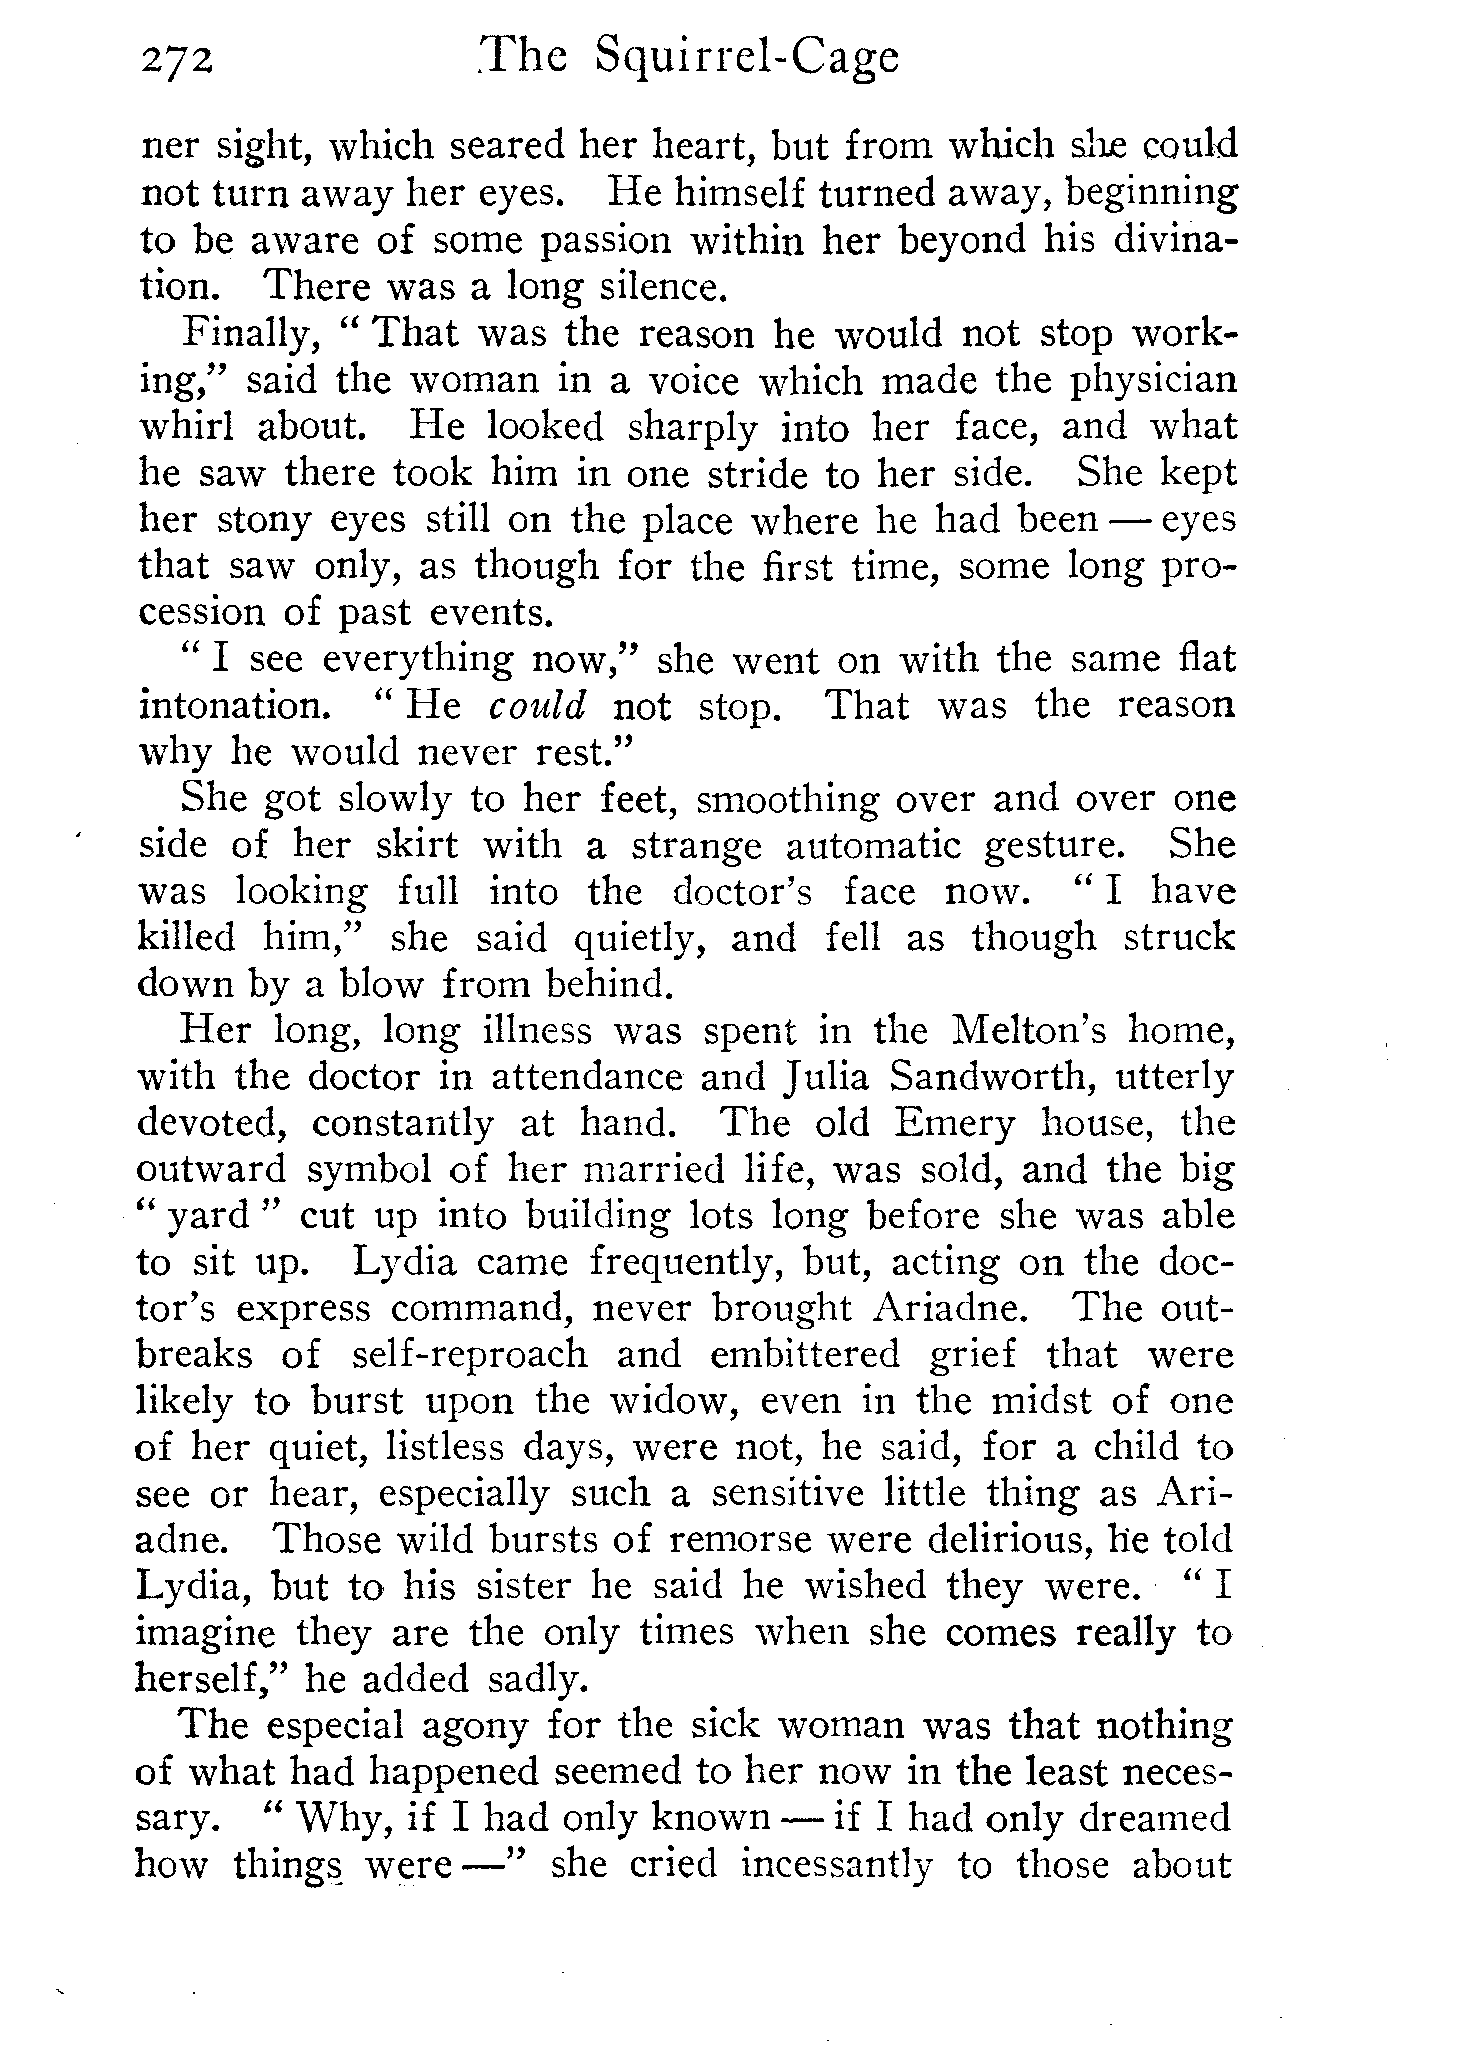 272 The Squirrel-Cage
ner sight, which seared her heart, but from which she could
not turn away her eyes. He himself turned away, beginning
to be aware of some passion within her beyond his divina-
tion. There was a long silence.
Finally, " That was the reason he would not stop work-
ing," said the woman in a voice which made the physician
whirl about. He looked sharply into her face, and what
he saw there took him in one stride to her side. She kept
her stony eyes still on the place where he had been — eyes
that saw only, as though for the first time, some long pro-
cession of past events.
" I see everything now," she went on with the same flat
intonation. " He could not stop. That was the reason
why he would never rest."
She got slowly to her feet, smoothing over and over one
side of her skirt with a strange automatic gesture. She
was looking full into the doctor's face now. " I have
killed him," she said quietly, and fell as though struck
down by a blow from behind.
Her long, long illness was spent in the Melton's home,
with the doctor in attendance and Julia Sandworth, utterly
devoted, constantly at hand. The old Emery house, the
outward symbol of her married life, was sold, and the big
" yard " cut up into building lots long before she was able
to sit up. Lydia came frequently, but, acting on the doc-
tor's express command, never brought Ariadne. The out-
breaks of self-reproach and embittered grief that were
likely to burst upon the widow, even in the midst of one
of her quiet, listless days, were not, he said, for a child to
see or hear, especially such a sensitive little thing as Ari-
adne. Those wild bursts of remorse were delirious, he told
Lydia, but to his sister he said he wished they were. " I
imagine they are the only times when she comes really to
herself," he added sadly.
The especial agony for the sick woman was that nothing
of what had happened seemed to her now in the least neces-
sary. " Why, if I had only known — if I had only dreamed
how things were —" she cried incessantly to those about